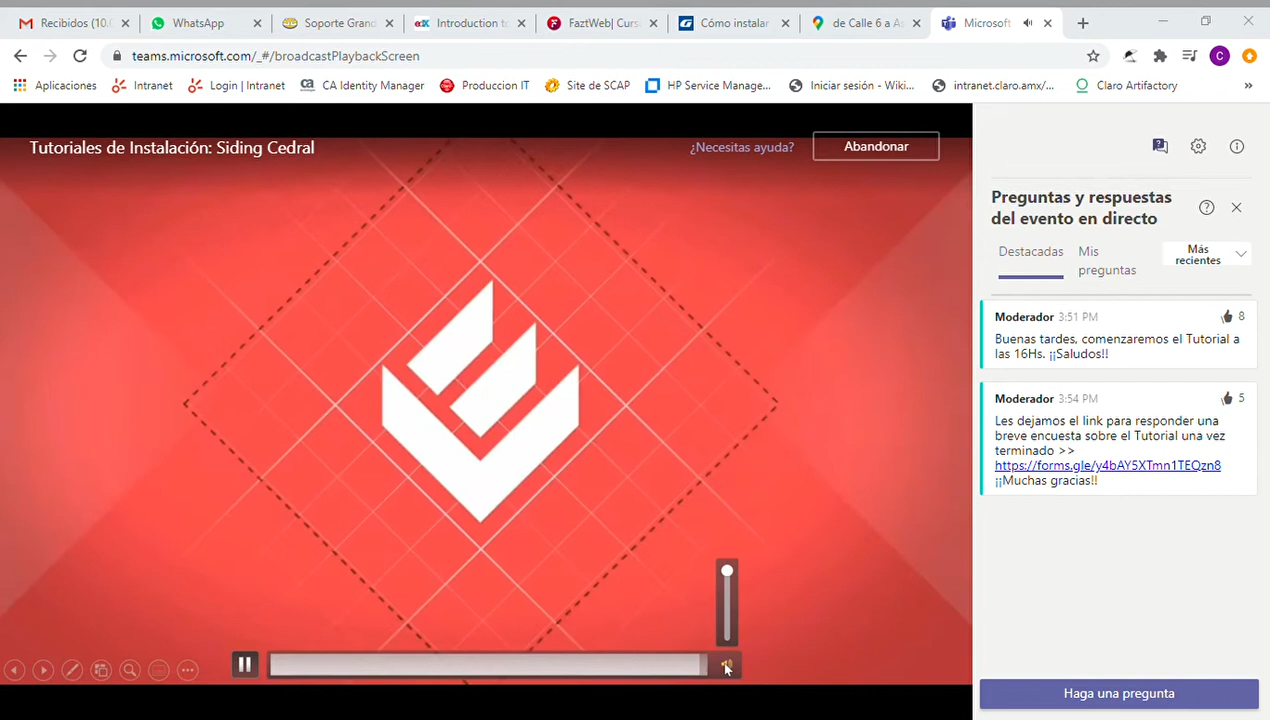 Recibidos (10.
WhatsApp
Soporte Grand
Introduction to
FaztWeb| Curs
Cómo instalar
de Calle 6 a A
Microsoft
teams.microsoft.com/_#/broadcastPlaybackScreen
C
Aplicaciones
Intranet
Login | Intranet
ca
CA Identity Manager
Produccion IT
Site de SCAP
HP Service Manage...
Iniciar sesión - Wiki...
intranet.claro.amx/...
Claro Artifactory
»
Tutoriales de Instalación: Siding Cedral
¿Necesitas ayuda?
Abandonar
Preguntas y respuestas
del evento en directo
Destacadas
Mis
preguntas
Más
recientes
Moderador 3:51 PM
8
Buenas tardes, comenzaremos el Tutorial a
las 16Hs. ¡¡Saludos!!
Moderador 3:54 PM
5
Les dejamos el link para responder una
breve encuesta sobre el Tutorial una vez
terminado >>
https://forms.gle/y4bAY5XTmn1TEQzn8
¡¡Muchas gracias!!
Haga una pregunta